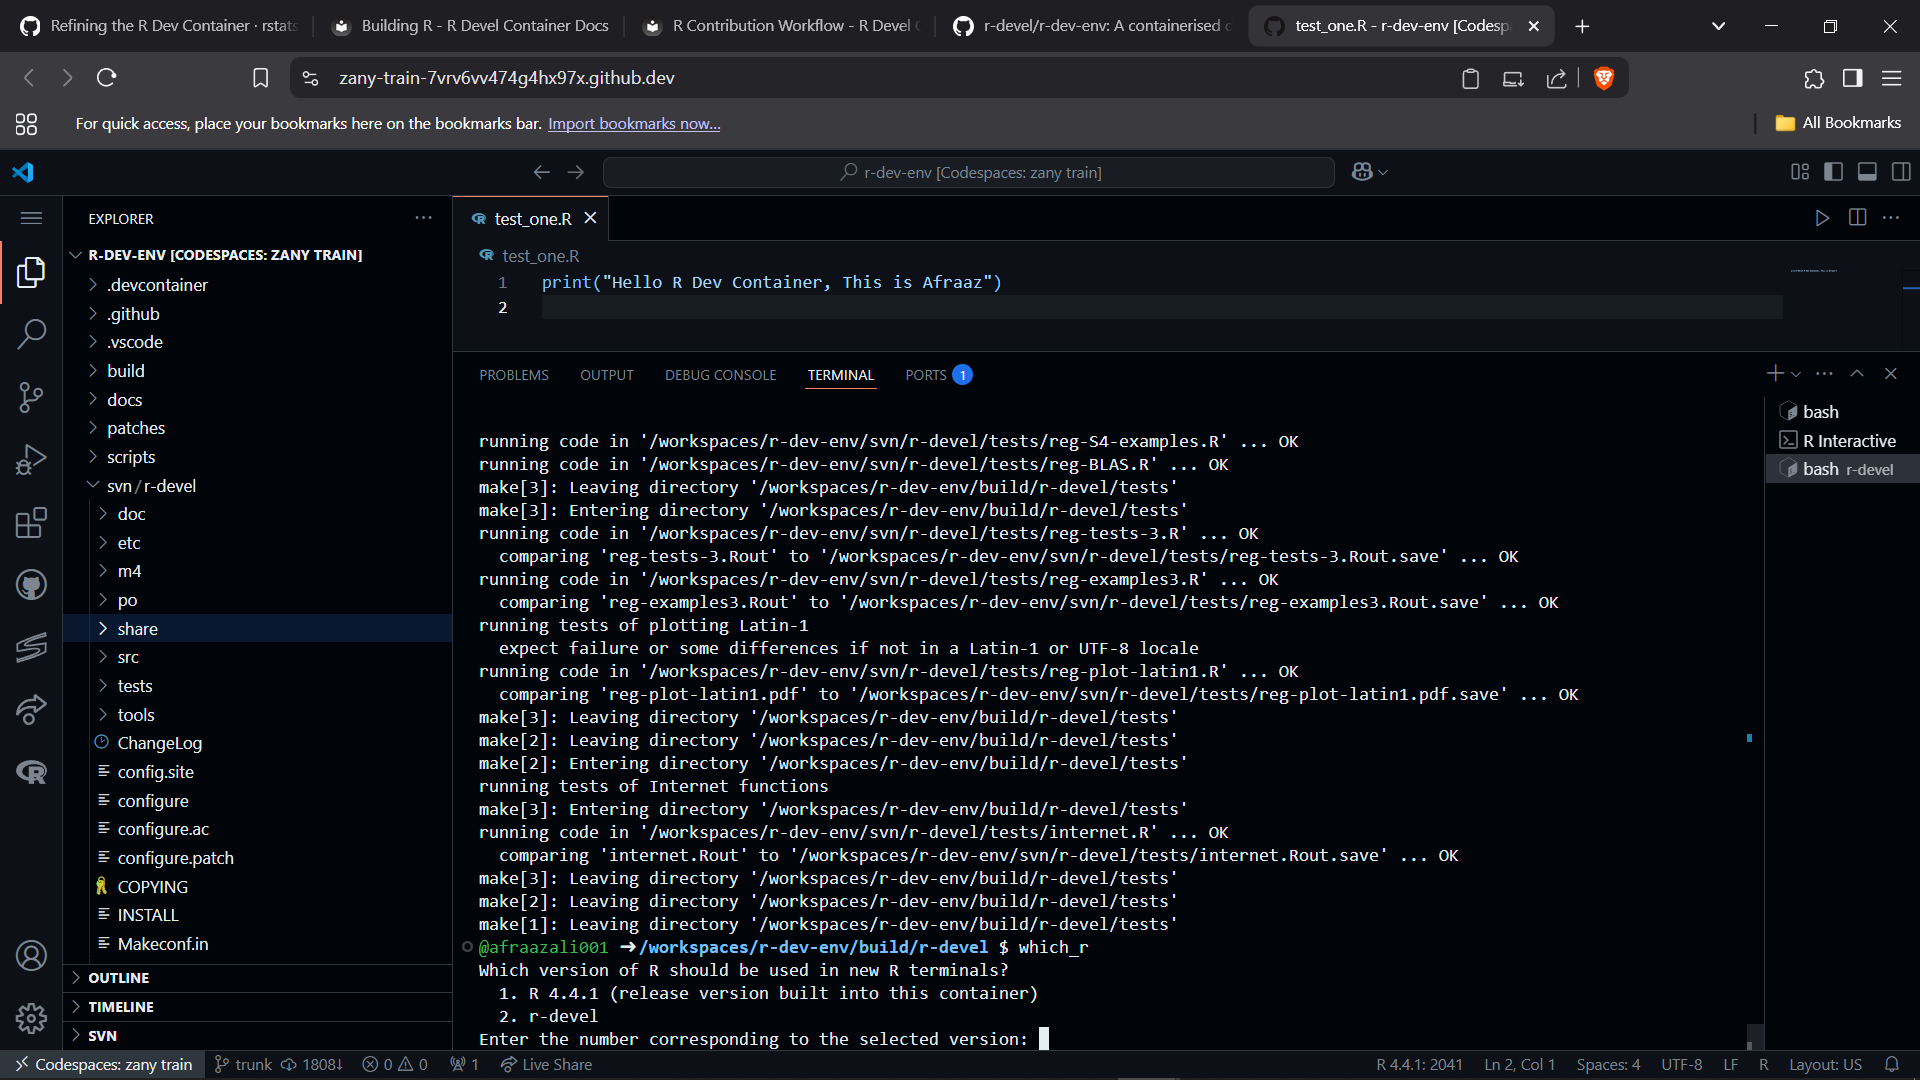 Refining the R Dev Container · rstats
Building R - R Devel Container Docs
R Contribution Workflow - R Devel
r-devel/r-dev-env: A containerised
test_one.R - r-dev-env [Codesp
zany-train-7vrv6vv474g4hx97x.github.dev
For quick access, place your bookmarks here on the bookmarks bar. Import bookmarks now...
All Bookmarks
r-dev-env [Codespaces: zany train]
EXPLORER
R-DEV-ENV [CODESPACES: ZANY TRAIN]
.devcontainer
.github
.vscode
build
docs
patches
scripts
svn/r-devel
doc
etc
m4
po
share
src
tests
tools
ChangeLog
config.site
configure
configure.ac
configure.patch
COPYING
INSTALL
Makeconf.in
OUTLINE
TIMELINE
SVN
test_one.R
test_one.R
1 print("Hello R Dev Container, This is Afraaz")
2
PROBLEMS OUTPUT DEBUG CONSOLE TERMINAL PORTS 1
running code in '/workspaces/r-dev-env/svn/r-devel/tests/reg-S4-examples.R' ... OK
running code in '/workspaces/r-dev-env/svn/r-devel/tests/reg-BLAS.R' ... OK
make[3]: Leaving directory '/workspaces/r-dev-env/build/r-devel/tests'
make[3]: Entering directory '/workspaces/r-dev-env/build/r-devel/tests'
running code in '/workspaces/r-dev-env/svn/r-devel/tests/reg-tests-3.R' ... OK
comparing 'reg-tests-3.Rout' to '/workspaces/r-dev-env/svn/r-devel/tests/reg-tests-3.Rout.save' ... OK
running code in '/workspaces/r-dev-env/svn/r-devel/tests/reg-examples3.R' ... OK
comparing 'reg-examples3.Rout' to '/workspaces/r-dev-env/svn/r-devel/tests/reg-examples3.Rout.save' ... OK
running tests of plotting Latin-1
expect failure or some differences if not in a Latin-1 or UTF-8 locale
running code in '/workspaces/r-dev-env/svn/r-devel/tests/reg-plot-latin1.R' ... OK
comparing 'reg-plot-latin1.pdf' to '/workspaces/r-dev-env/svn/r-devel/tests/reg-plot-latin1.pdf.save' ... OK
make[3]: Leaving directory '/workspaces/r-dev-env/build/r-devel/tests'
make[2]: Leaving directory '/workspaces/r-dev-env/build/r-devel/tests'
make[2]: Entering directory '/workspaces/r-dev-env/build/r-devel/tests'
running tests of Internet functions
make[3]: Entering directory '/workspaces/r-dev-env/build/r-devel/tests'
running code in '/workspaces/r-dev-env/svn/r-devel/tests/internet.R' ... OK
comparing 'internet.Rout' to '/workspaces/r-dev-env/svn/r-devel/tests/internet.Rout.save' ... OK
make[3]: Leaving directory '/workspaces/r-dev-env/build/r-devel/tests'
make[2]: Leaving directory '/workspaces/r-dev-env/build/r-devel/tests'
make[1]: Leaving directory '/workspaces/r-dev-env/build/r-devel/tests'
@afraazali001 ➜/workspaces/r-dev-env/build/r-devel $ which_r
Which version of R should be used in new R terminals?
1. R 4.4.1 (release version built into this container)
2. r-devel
Enter the number corresponding to the selected version:
bash
R Interactive
bash r-devel
Codespaces: zany train trunk 1808↓ 0 0 1 Live Share R 4.4.1: 2041 Ln 2, Col 1 Spaces: 4 UTF-8 LF R Layout: US